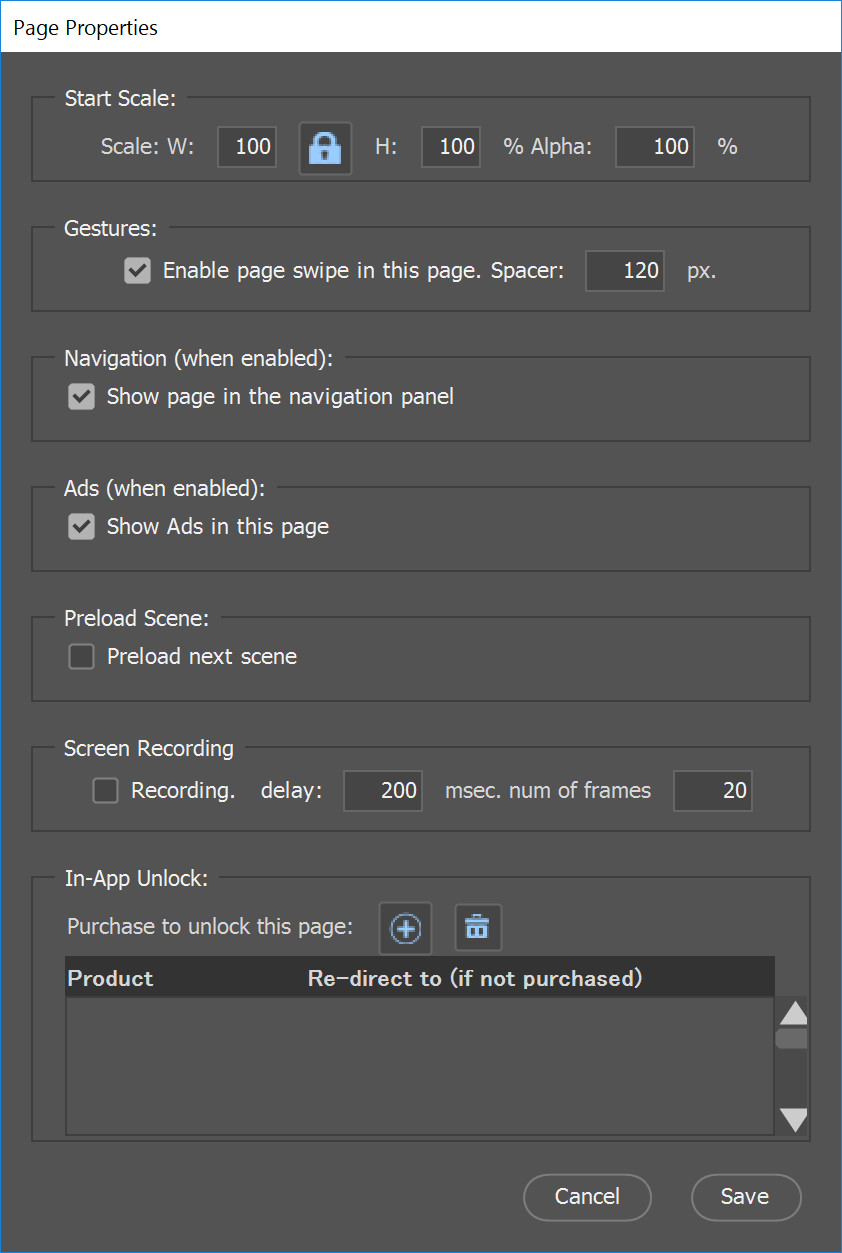 Page Properties
Start Scale:
Scale: W: 100 H: 100 % Alpha: 100 %
Gestures:
Enable page swipe in this page. Spacer: 120 px.
Navigation (when enabled):
Show page in the navigation panel
Ads (when enabled):
Show Ads in this page
Preload Scene:
Preload next scene
Screen Recording
Recording. delay: 200 msec. num of frames 20
In-App Unlock:
Purchase to unlock this page:
Product Re-direct to (if not purchased)
Cancel Save